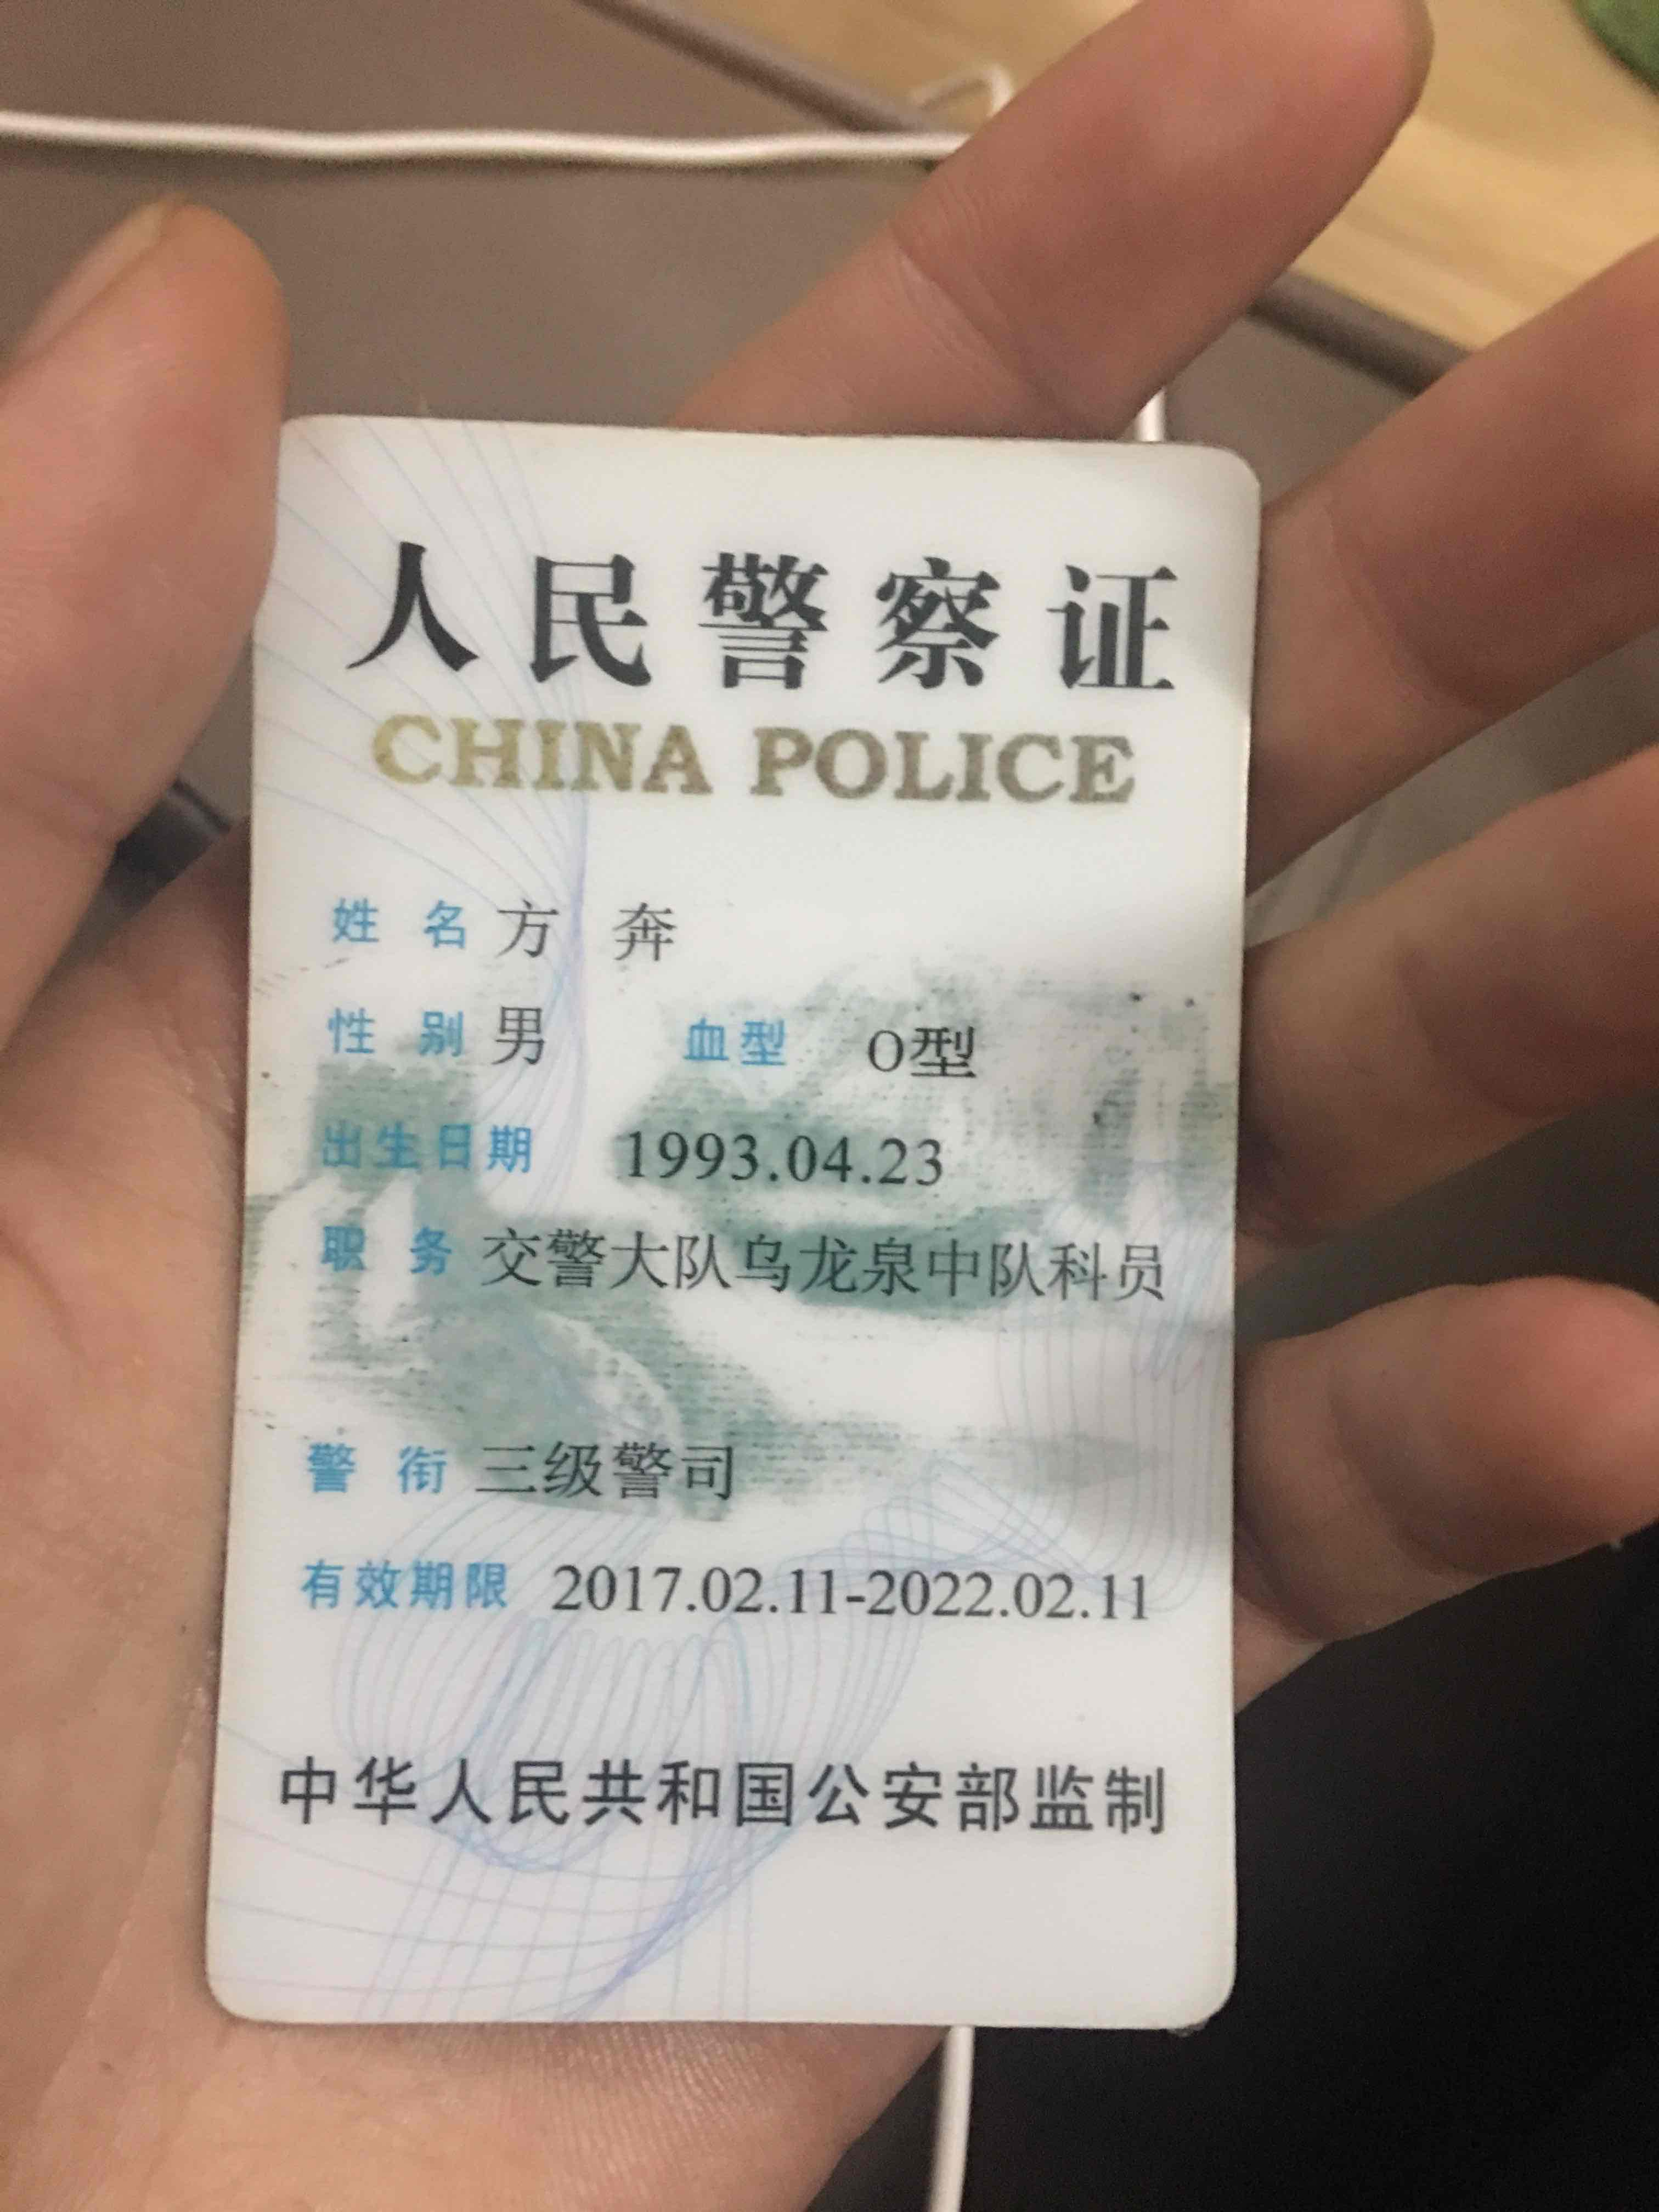 人民警察证
CHINA POLICE
姓名 方奔
性别 男 血型 O型
出生日期 1993.04.23
职务 交警大队乌龙泉中队科员
警衔 三级警司
有效期限 2017.02.11-2022.02.11
中华人民共和国公安部监制